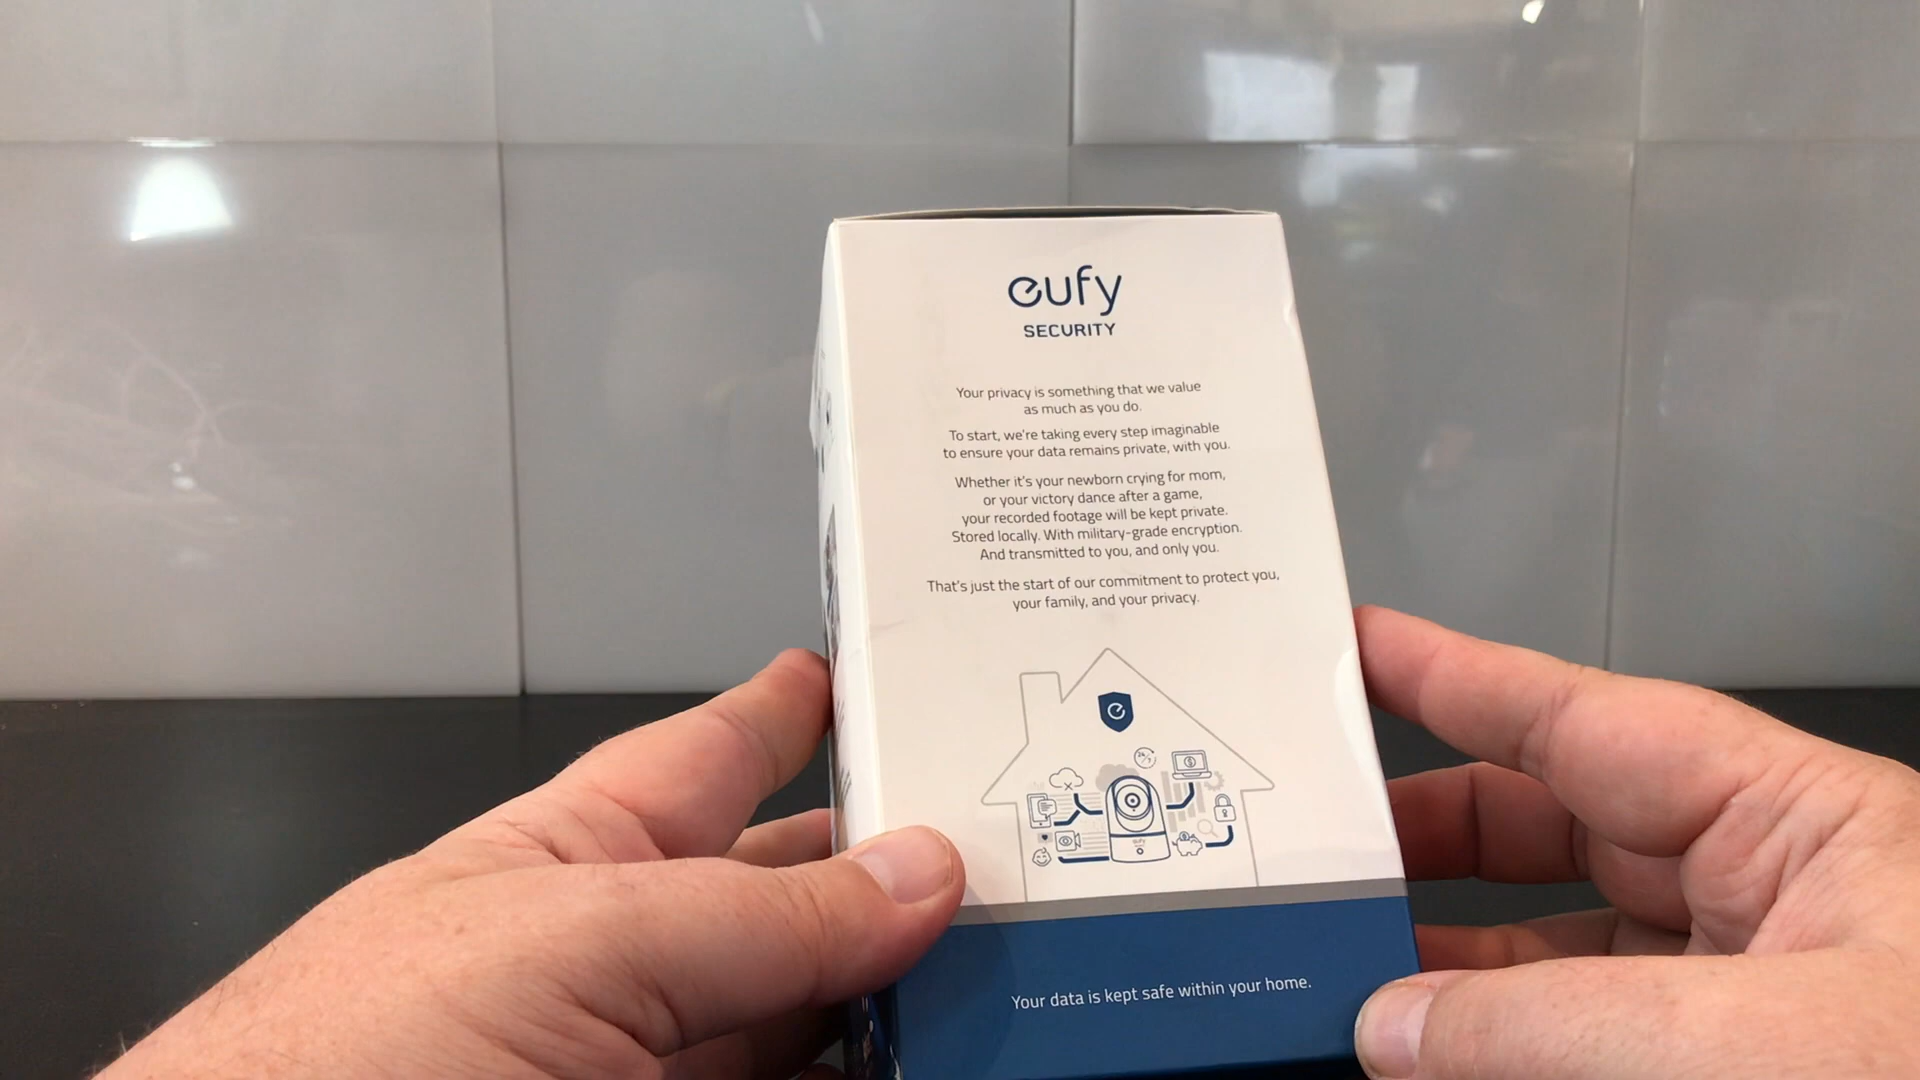 eufy
SECURITY
Your privacy is something that we value
as much as you do.
To start, we're taking every step imaginable
to ensure your data remains private, with you.
Whether it's your newborn crying for mom,
or your victory dance after a game,
your recorded footage will be kept private.
Stored locally. With military-grade encryption.
And transmitted to you, and only you.
That's just the start of our commitment to protect you,
your family, and your privacy.
24/7
eufy
Your data is kept safe within your home.